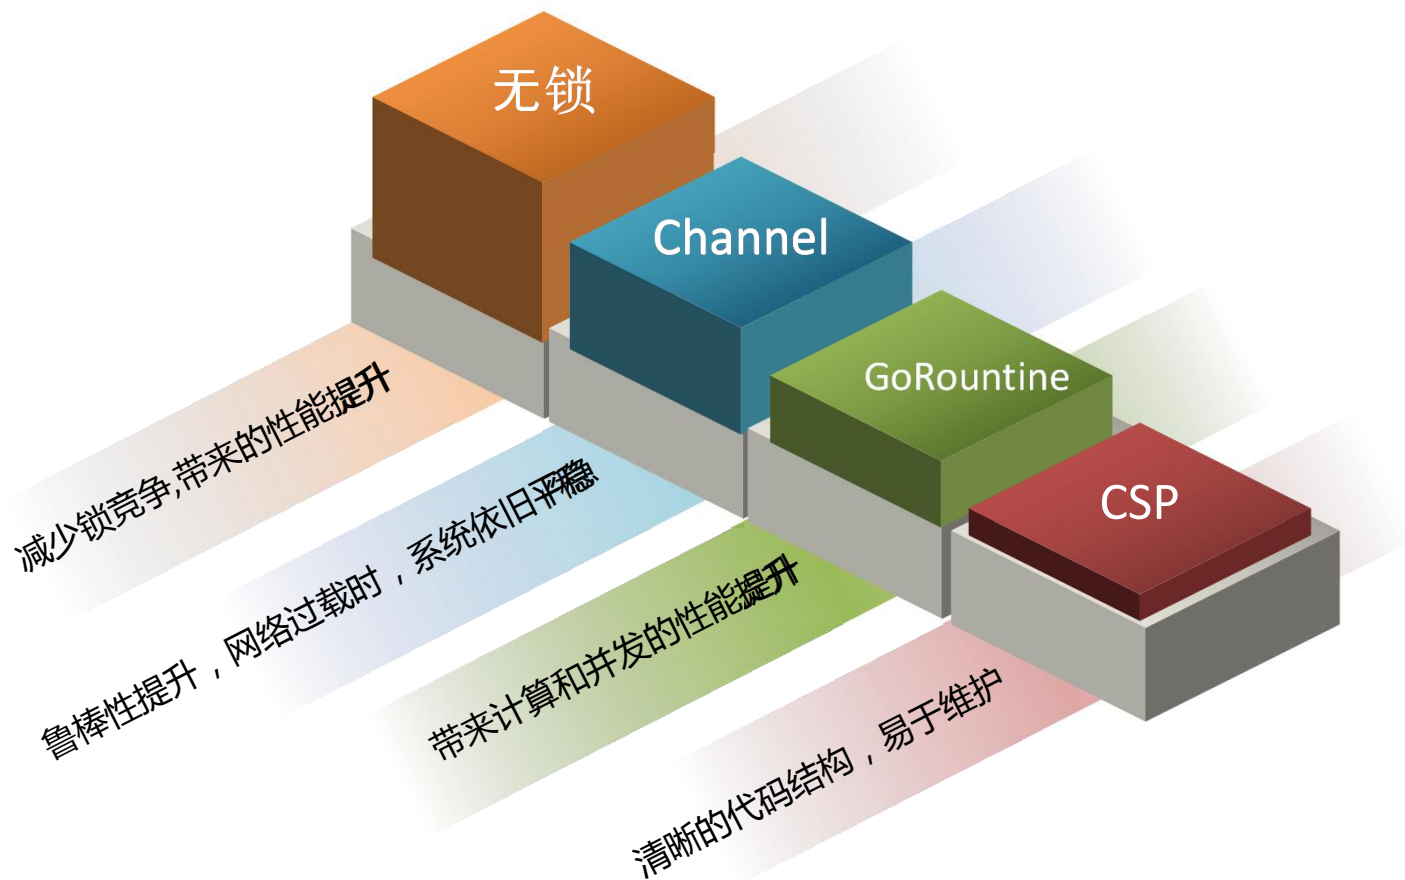 无锁
Channel
GoRountine
CSP
减少锁竞争,带来的性能提升
鲁棒性提升，网络过载时，系统依旧平稳
带来计算和并发的性能提升
清晰的代码结构，易于维护